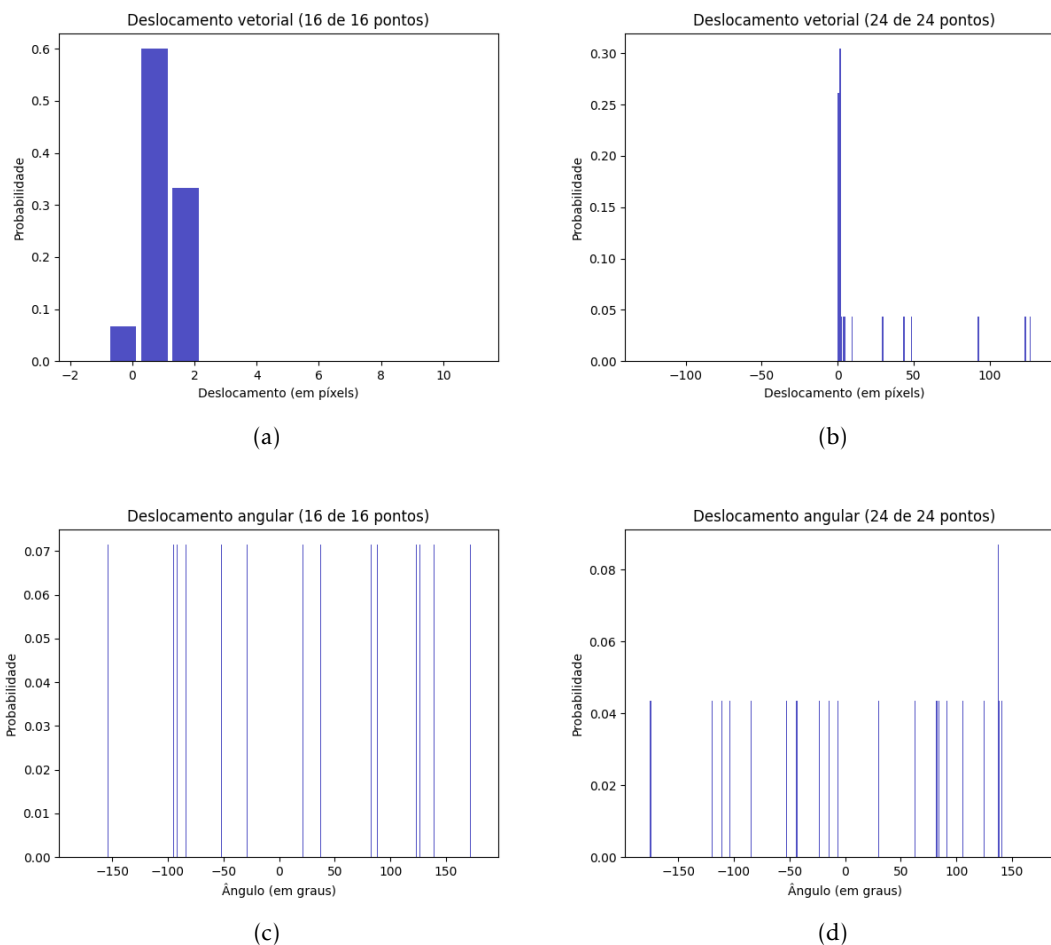 Deslocamento vetorial (16 de 16 pontos)
0.6
0.5
0.4
0.3
0.2
0.1
0.0
Probabilidade
−2 0 2 4 6 8 10
Deslocamento (em píxels)
(a)
Deslocamento vetorial (24 de 24 pontos)
0.30
0.25
0.20
0.15
0.10
0.05
0.00
Probabilidade
−100 −50 0 50 100
Deslocamento (em píxels)
(b)
Deslocamento angular (16 de 16 pontos)
0.07
0.06
0.05
0.04
0.03
0.02
0.01
0.00
Probabilidade
−150 −100 −50 0 50 100 150
Ângulo (em graus)
(c)
Deslocamento angular (24 de 24 pontos)
0.08
0.06
0.04
0.02
0.00
Probabilidade
−150 −100 −50 0 50 100 150
Ângulo (em graus)
(d)